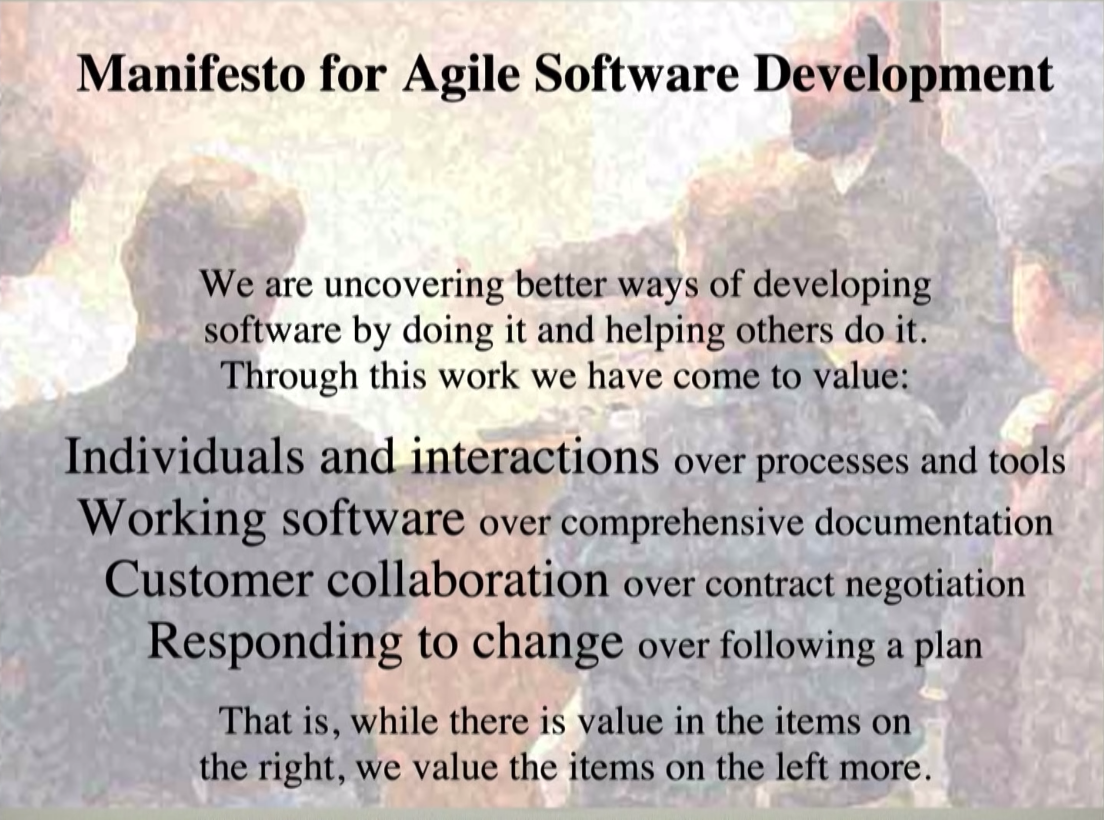 Manifesto for Agile Software Development
We are uncovering better ways of developing
software by doing it and helping others do it.
Through this work we have come to value:
Individuals and interactions over processes and tools
Working software over comprehensive documentation
Customer collaboration over contract negotiation
Responding to change over following a plan
That is, while there is value in the items on
the right, we value the items on the left more.